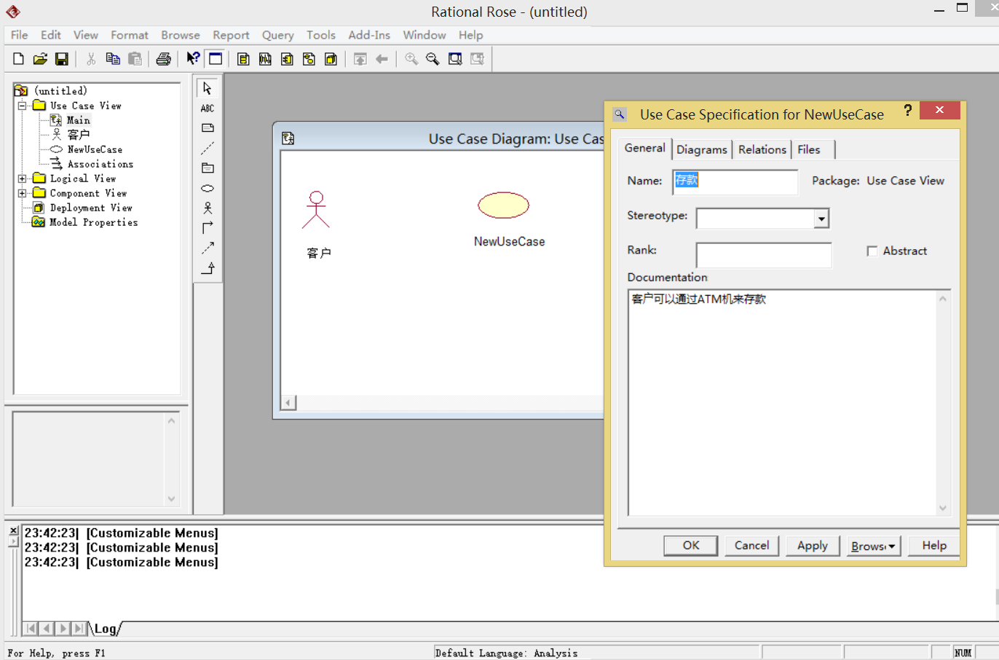 Rational Rose - (untitled)
File Edit View Format Browse Report Query Tools Add-Ins Window Help
(untitled)
Use Case View
Main
客户
NewUseCase
Associations
Logical View
Component View
Deployment View
Model Properties
ABC
Use Case Diagram: Use Cas
客户
NewUseCase
Use Case Specification for NewUseCase
General Diagrams Relations Files
Name: 存款 Package: Use Case View
Stereotype:
Rank: Abstract
Documentation:
客户可以通过ATM机来存款
OK Cancel Apply Brows Help
23:42:23| [Customizable Menus]
23:42:23| [Customizable Menus]
23:42:23| [Customizable Menus]
Log
For Help, press F1 Default Language: Analysis NUM